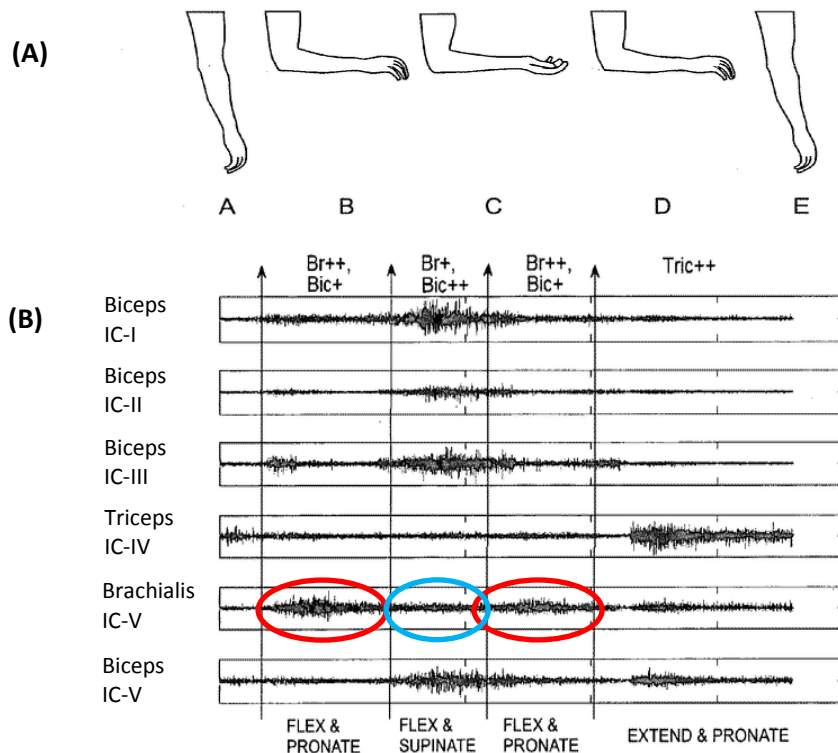 (A)
A B C D E
Br++, Br+, Br++, Tric++
Bic+ Bic++ Bic+
(B)
Biceps
IC-I
Biceps
IC-II
Biceps
IC-III
Triceps
IC-IV
Brachialis
IC-V
Biceps
IC-V
FLEX & FLEX & FLEX & EXTEND & PRONATE
PRONATE SUPINATE PRONATE